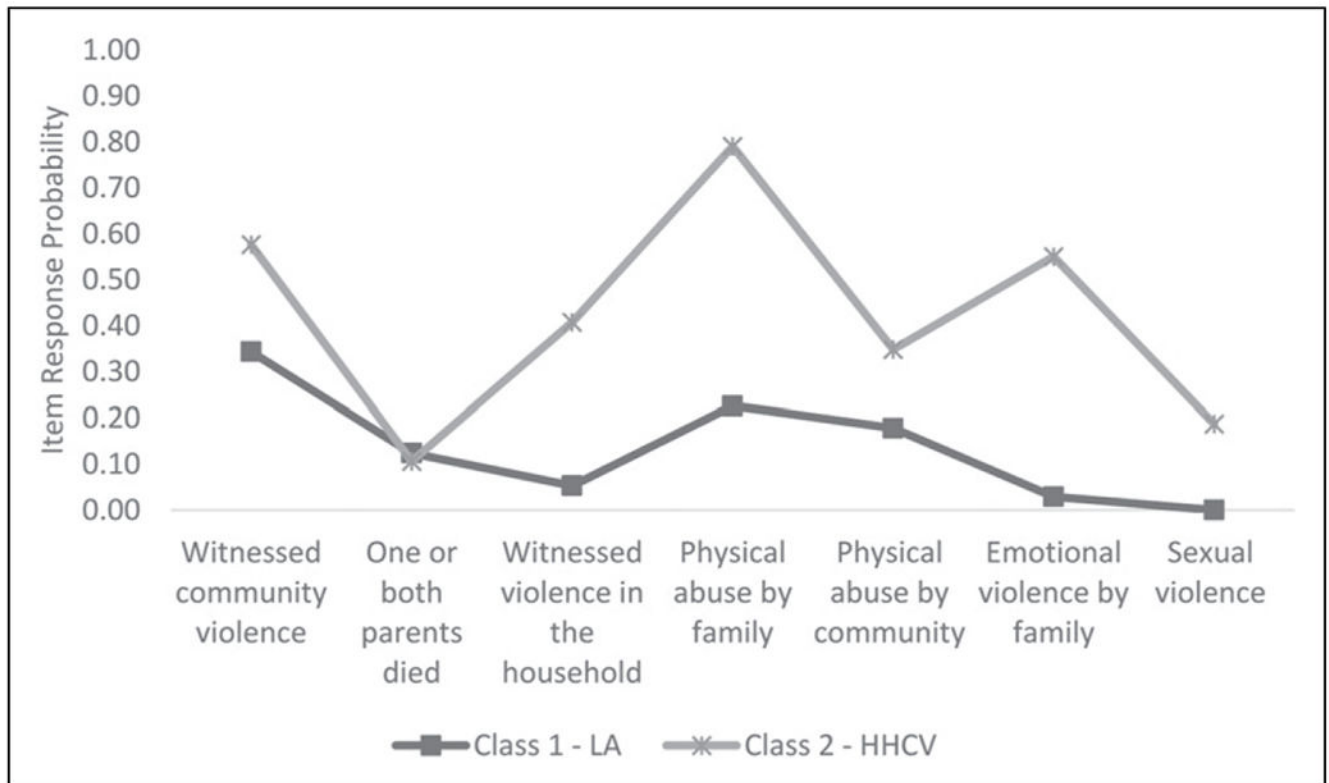 Item Response Probability
1.00
0.90
0.80
0.70
0.60
0.50
0.40
0.30
0.20
0.10
0.00
Witnessed
community
violence
One or
both
parents
died
Witnessed
violence in
the
household
Physical
abuse by
family
Physical
abuse by
community
Emotional
violence by
family
Sexual
violence
Class 1 - LA
Class 2 - HHCV